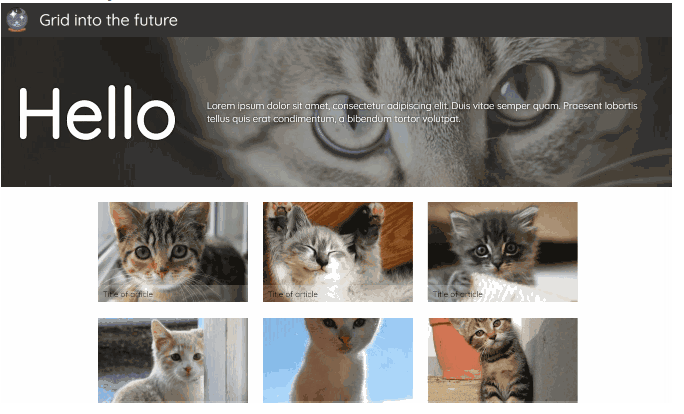 Grid into the future
Hello
Lorem ipsum dolor sit amet, consectetur adipiscing elit. Duis vitae semper quam. Praesent lobortis
tellus quis erat condimentum, a bibendum tortor volutpat.
Title of article
Title of article
Title of article